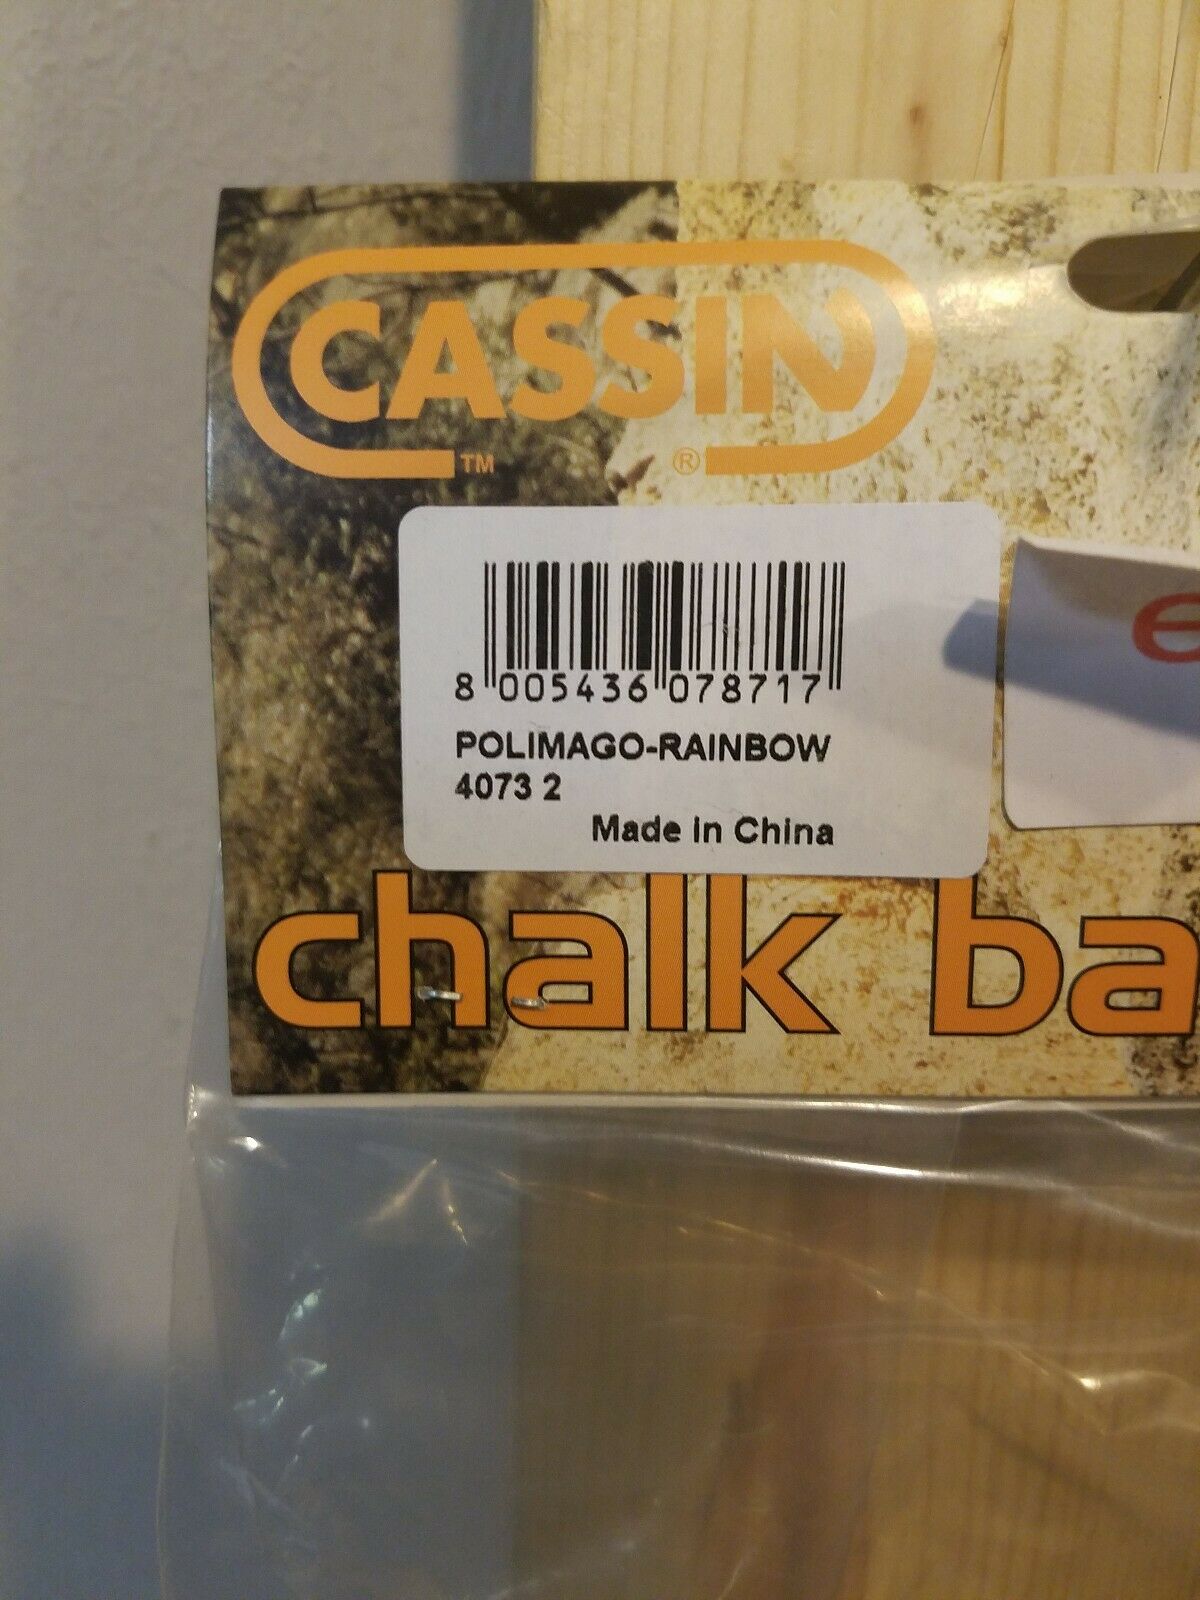 CASSIN
TM ®
8 005436 078717
POLIMAGO-RAINBOW
4073 2
Made in China
e
chalk ba